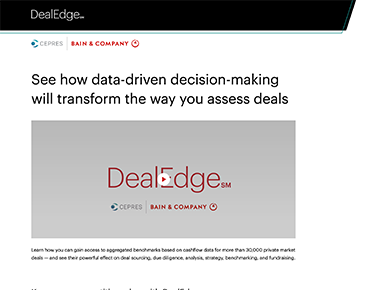 DealEdge SM
CEPRES | BAIN & COMPANY
See how data-driven decision-making
will transform the way you assess deals
DealEdge SM
CEPRES | BAIN & COMPANY
Learn how you can gain access to aggregated benchmarks based on cashflow data for more than 30,000 private market
deals — and see their powerful effect on deal sourcing, due diligence, analysis, strategy, benchmarking, and fundraising.